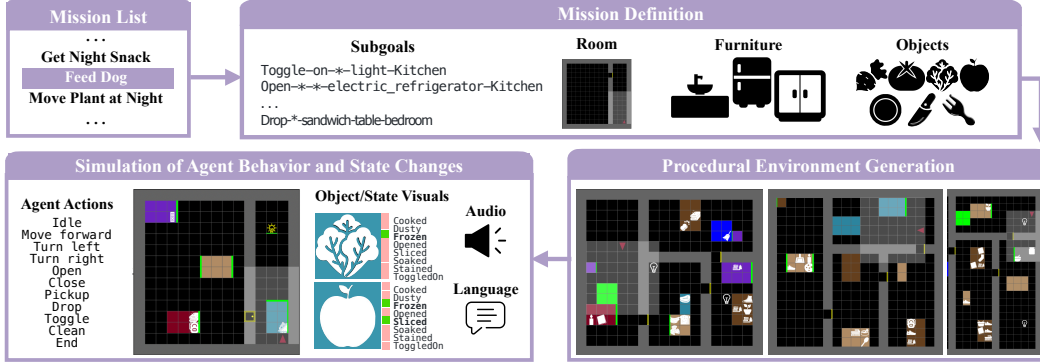 Mission List
...
Get Night Snack
Feed Dog
Move Plant at Night
...
Mission Definition
Subgoals
Toggle-on-*-light-Kitchen
Open-*-*-electric_refrigerator-Kitchen
...
Drop-*-sandwich-table-bedroom
Room
Furniture
Objects
Simulation of Agent Behavior and State Changes
Agent Actions
Idle
Move forward
Turn left
Turn right
Open
Close
Pickup
Drop
Toggle
Clean
End
Object/State Visuals
Cooked
Dusty
Frozen
Opened
Sliced
Soaked
Stained
ToggledOn
Cooked
Dusty
Frozen
Opened
Sliced
Soaked
Stained
ToggledOn
Audio
Language
Procedural Environment Generation